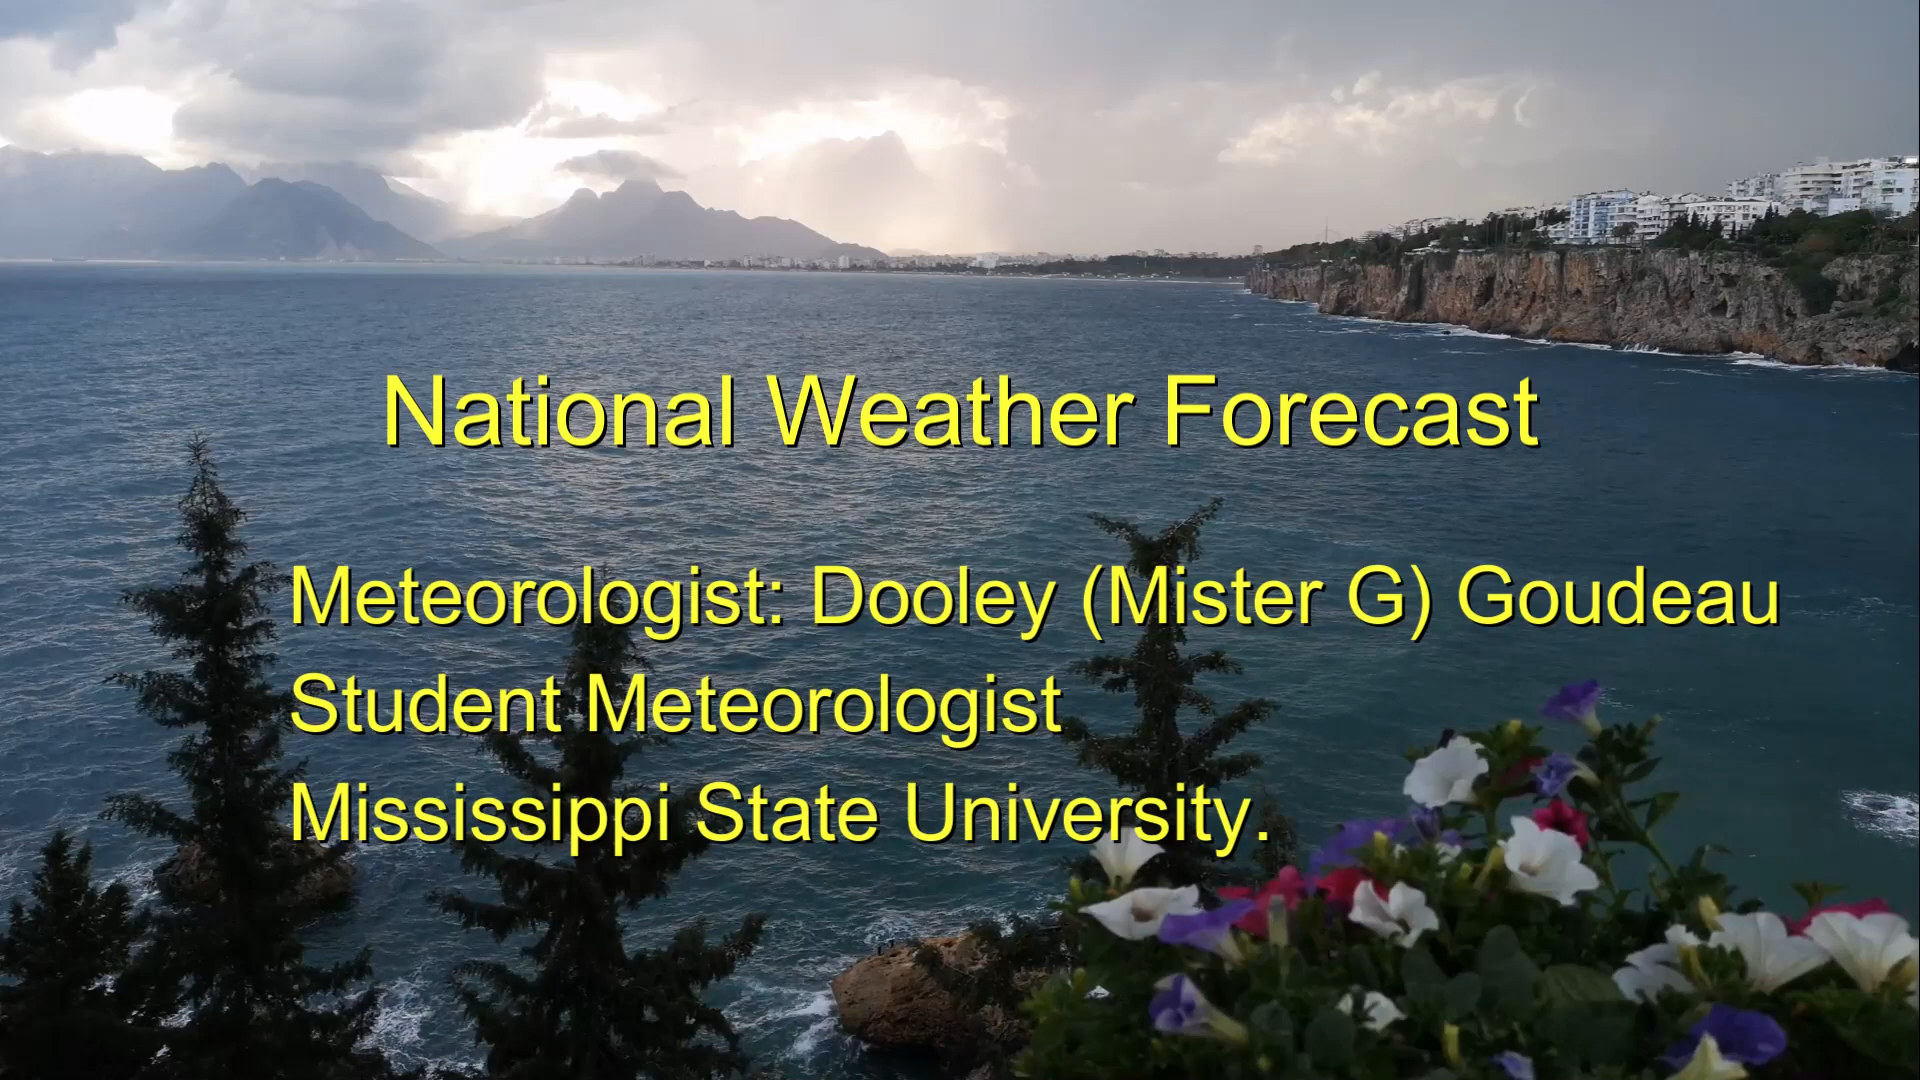 National Weather Forecast
Meteorologist: Dooley (Mister G) Goudeau
Student Meteorologist
Mississippi State University.